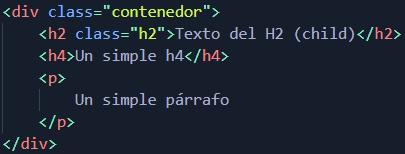 <div class="contenedor">
    <h2 class="h2">Texto del H2 (child)</h2>
    <h4>Un simple h4</h4>
    <p>
        Un simple párrafo
    </p>
</div>